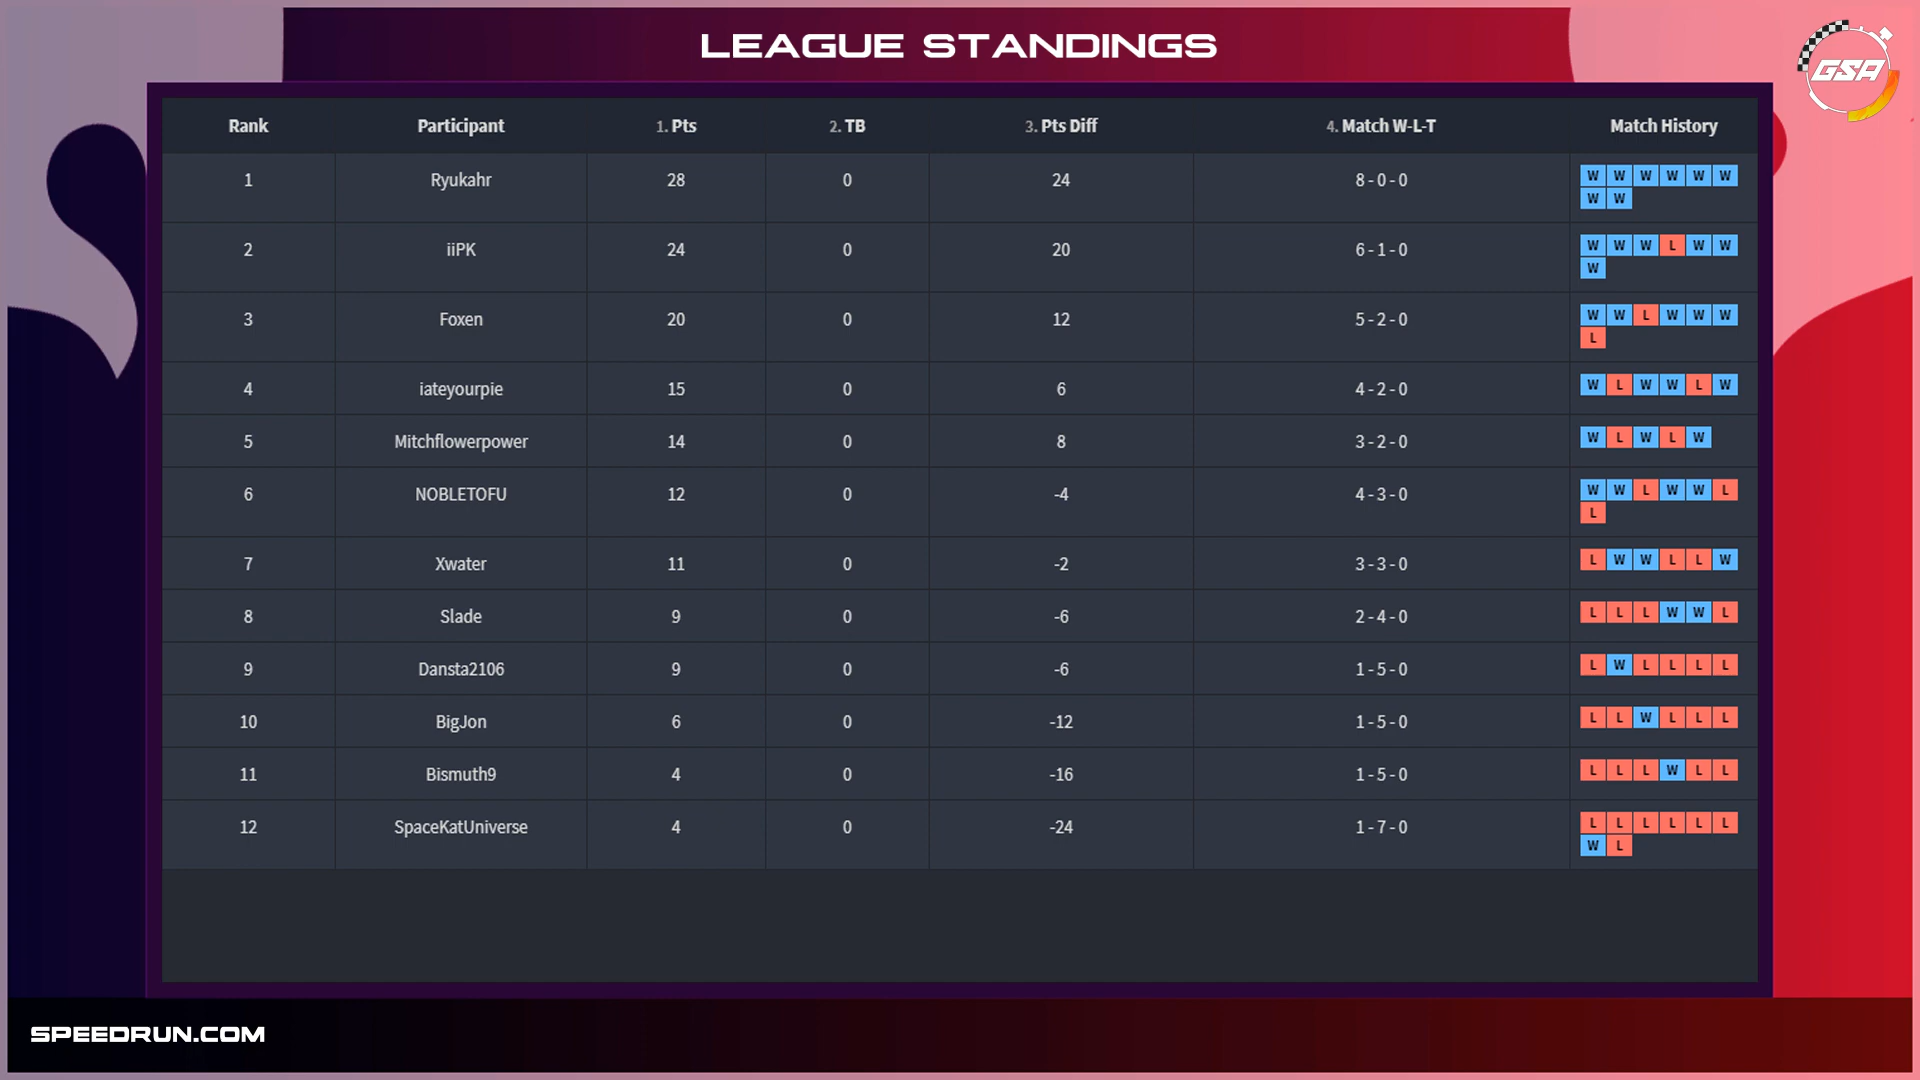 LEAGUE STANDINGS
GSA
Rank Participant 1. Pts 2. TB 3. Pts Diff 4. Match W-L-T Match History
1 Ryukahr 28 0 24 8 - 0 - 0 W W W W W W
W W
2 iiPK 24 0 20 6 - 1 - 0 W W W L W W
W
3 Foxen 20 0 12 5 - 2 - 0 W W L W W W
L
4 iateyourpie 15 0 6 4 - 2 - 0 W L W W L W
5 Mitchflowerpower 14 0 8 3 - 2 - 0 W L W L W
6 NOBLETOFU 12 0 -4 4 - 3 - 0 W W L W W L
L
7 Xwater 11 0 -2 3 - 3 - 0 L W W L L W
8 Slade 9 0 -6 2 - 4 - 0 L L L W W L
9 Dansta2106 9 0 -6 1 - 5 - 0 L W L L L L
10 BigJon 6 0 -12 1 - 5 - 0 L L W L L L
11 Bismuth9 4 0 -16 1 - 5 - 0 L L L W L L
12 SpaceKatUniverse 4 0 -24 1 - 7 - 0 L L L L L L
W L
SPEEDRUN.COM